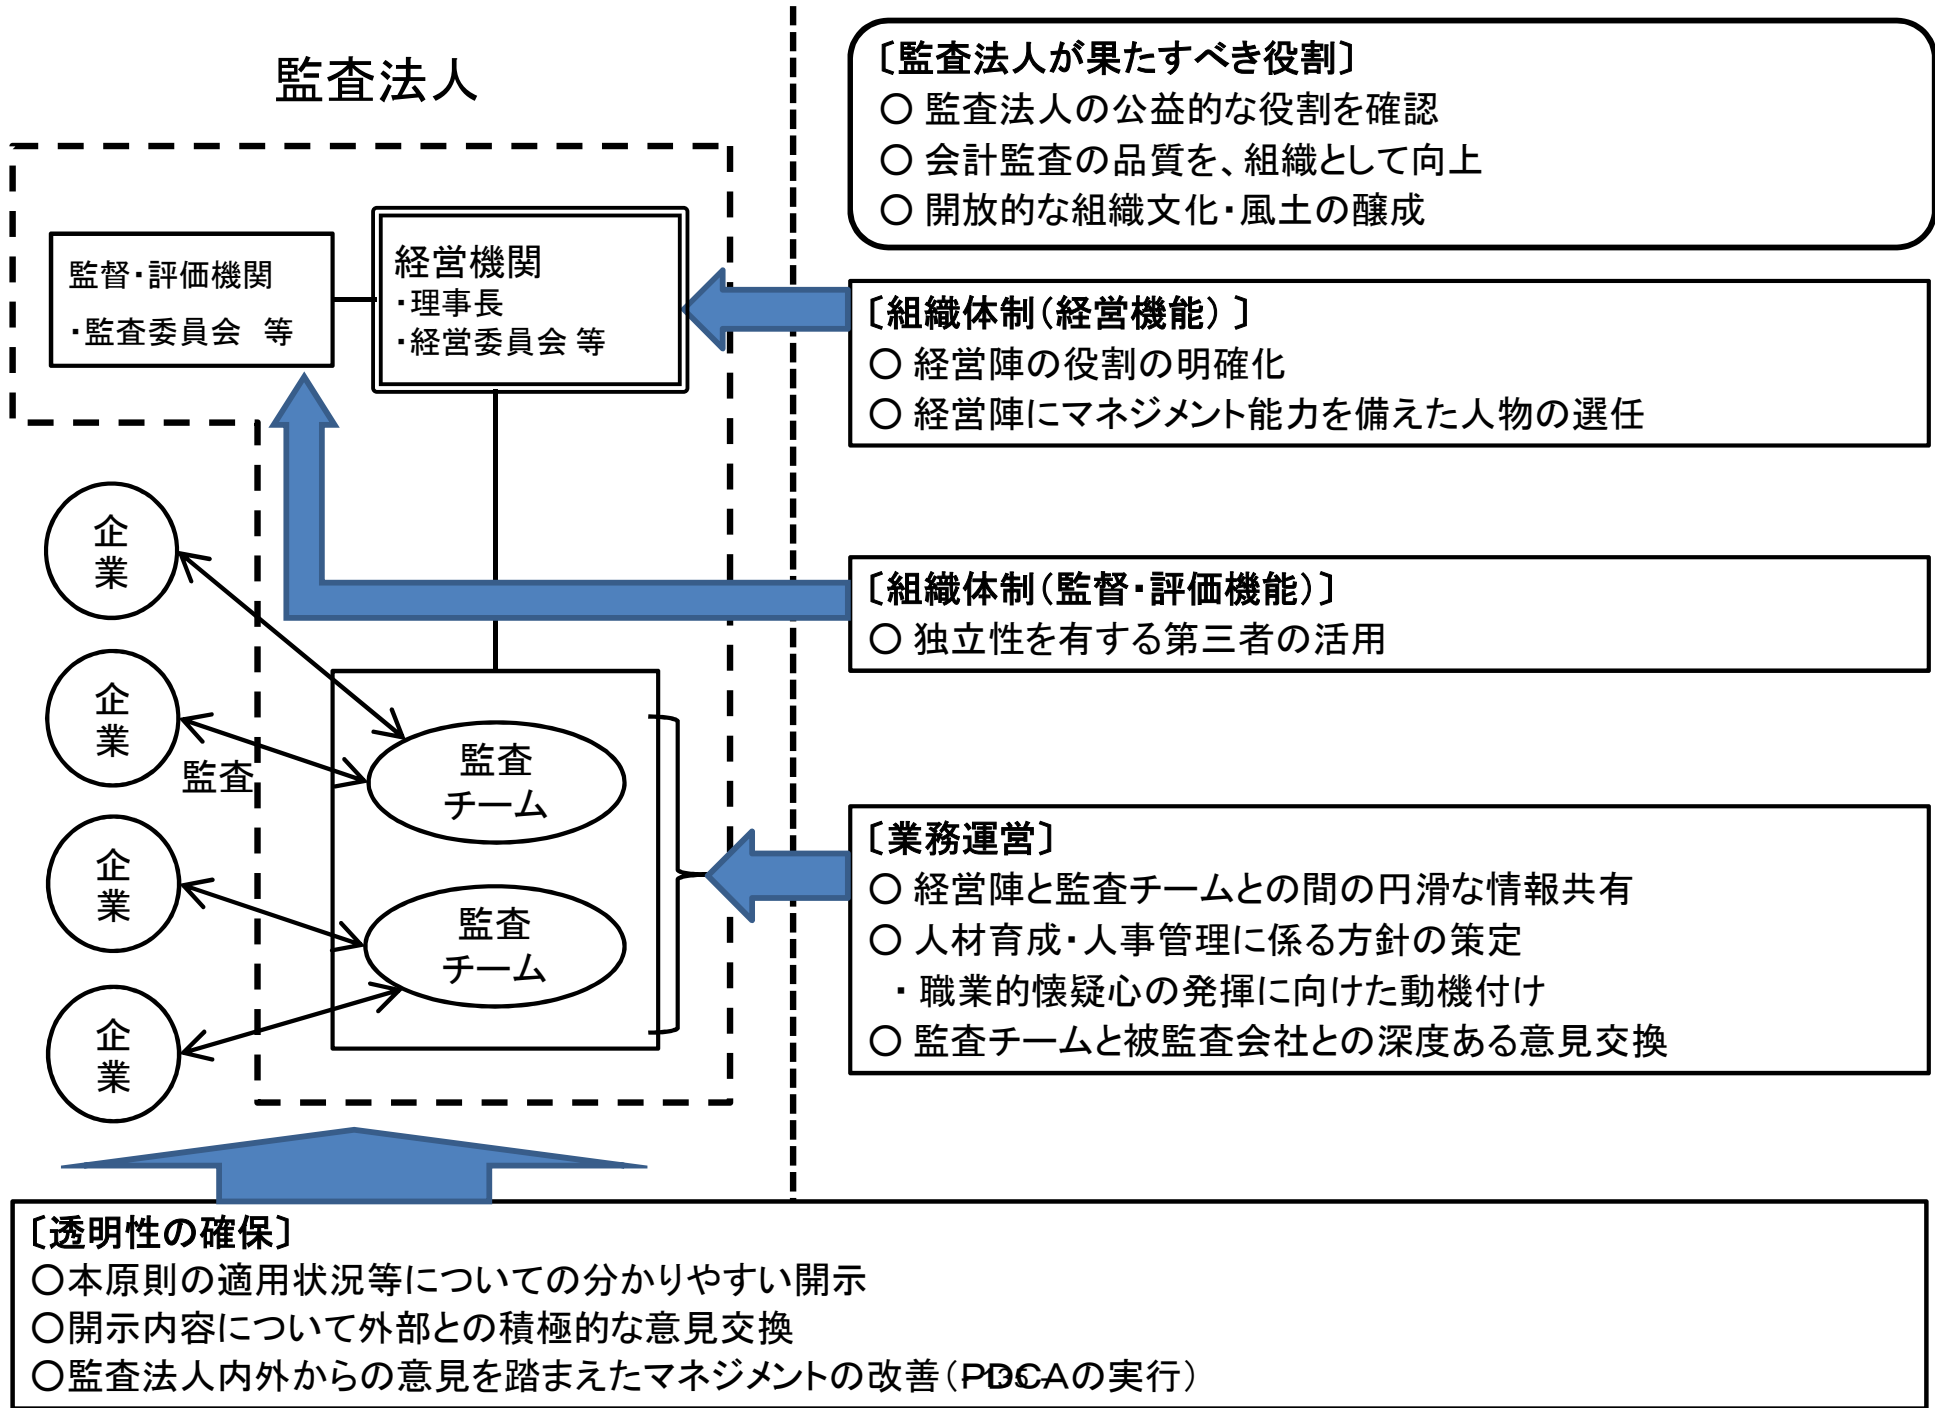 監査法人
監督・評価機関
・監査委員会　等
経営機関
・理事長
・経営委員会 等
企業
企業
監査
企業
企業
監査
チーム
監査
チーム
〔監査法人が果たすべき役割〕
○ 監査法人の公益的な役割を確認
○ 会計監査の品質を、組織として向上
○ 開放的な組織文化・風土の醸成
〔組織体制(経営機能) 〕
○ 経営陣の役割の明確化
○ 経営陣にマネジメント能力を備えた人物の選任
〔組織体制(監督・評価機能)〕
○ 独立性を有する第三者の活用
〔業務運営〕
○ 経営陣と監査チームとの間の円滑な情報共有
○ 人材育成・人事管理に係る方針の策定
・ 職業的懐疑心の発揮に向けた動機付け
○ 監査チームと被監査会社との深度ある意見交換
〔透明性の確保〕
○本原則の適用状況等についての分かりやすい開示
○開示内容について外部との積極的な意見交換
○監査法人内外からの意見を踏まえたマネジメントの改善(PDCAの実行)
- 135 -